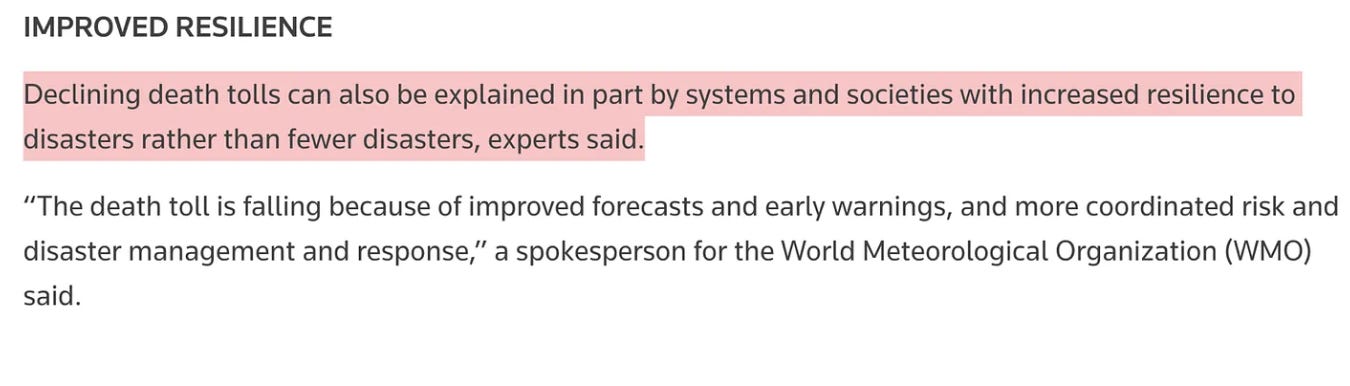 IMPROVED RESILIENCE
Declining death tolls can also be explained in part by systems and societies with increased resilience to
disasters rather than fewer disasters, experts said.
“The death toll is falling because of improved forecasts and early warnings, and more coordinated risk and
disaster management and response,” a spokesperson for the World Meteorological Organization (WMO)
said.